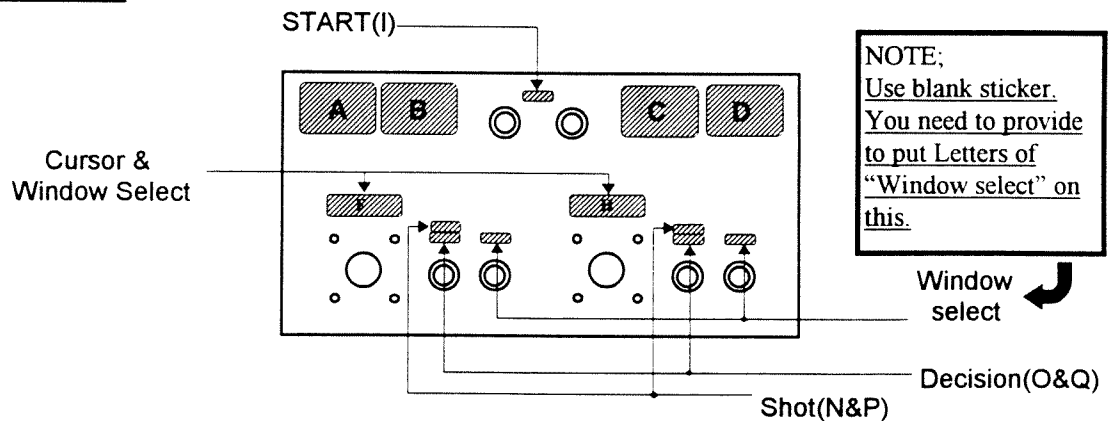 START(I)
NOTE;
Use blank sticker.
You need to provide
to put Letters of
“Window select” on
this.
A B C D
Cursor &
Window Select
F H
Window
select
Decision(O&Q)
Shot(N&P)